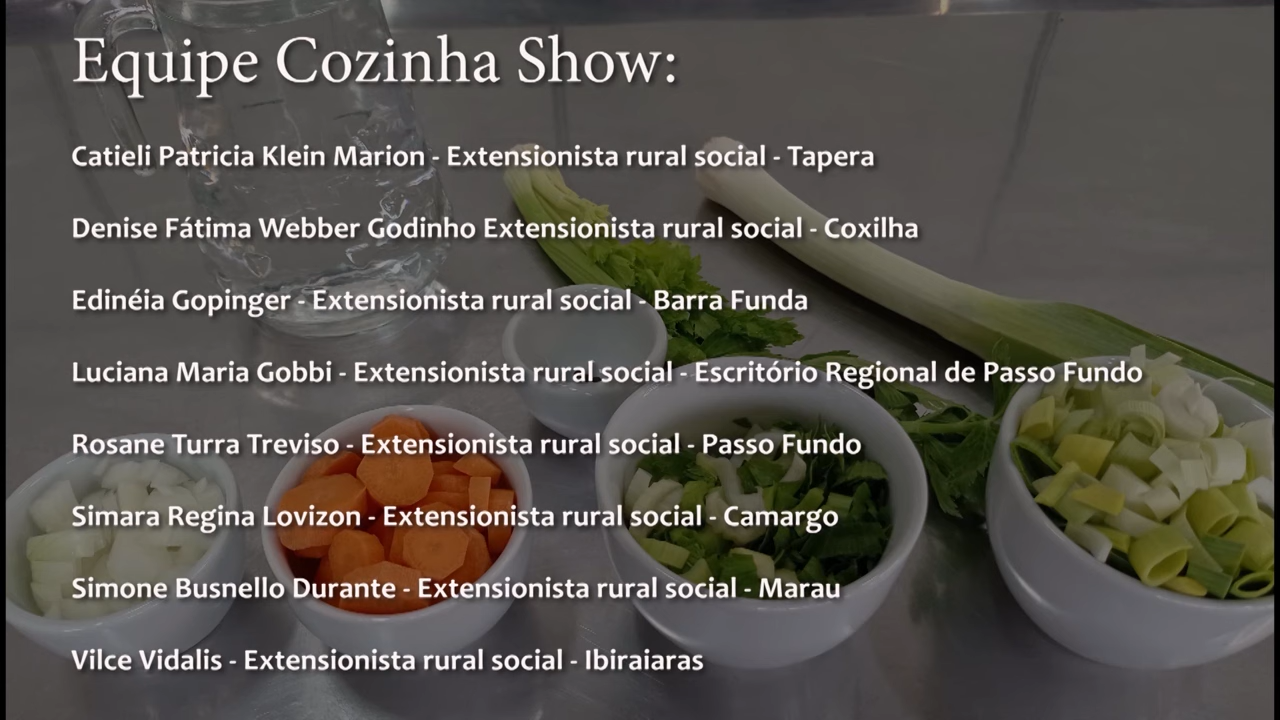 Equipe Cozinha Show:
Catieli Patricia Klein Marion - Extensionista rural social - Tapera
Denise Fátima Webber Godinho Extensionista rural social - Coxilha
Edinéia Gopinger - Extensionista rural social - Barra Funda
Luciana Maria Gobbi - Extensionista rural social - Escritório Regional de Passo Fundo
Rosane Turra Treviso - Extensionista rural social - Passo Fundo
Simara Regina Lovizon - Extensionista rural social - Camargo
Simone Busnello Durante - Extensionista rural social - Marau
Vilce Vidalis - Extensionista rural social - Ibiraiaras